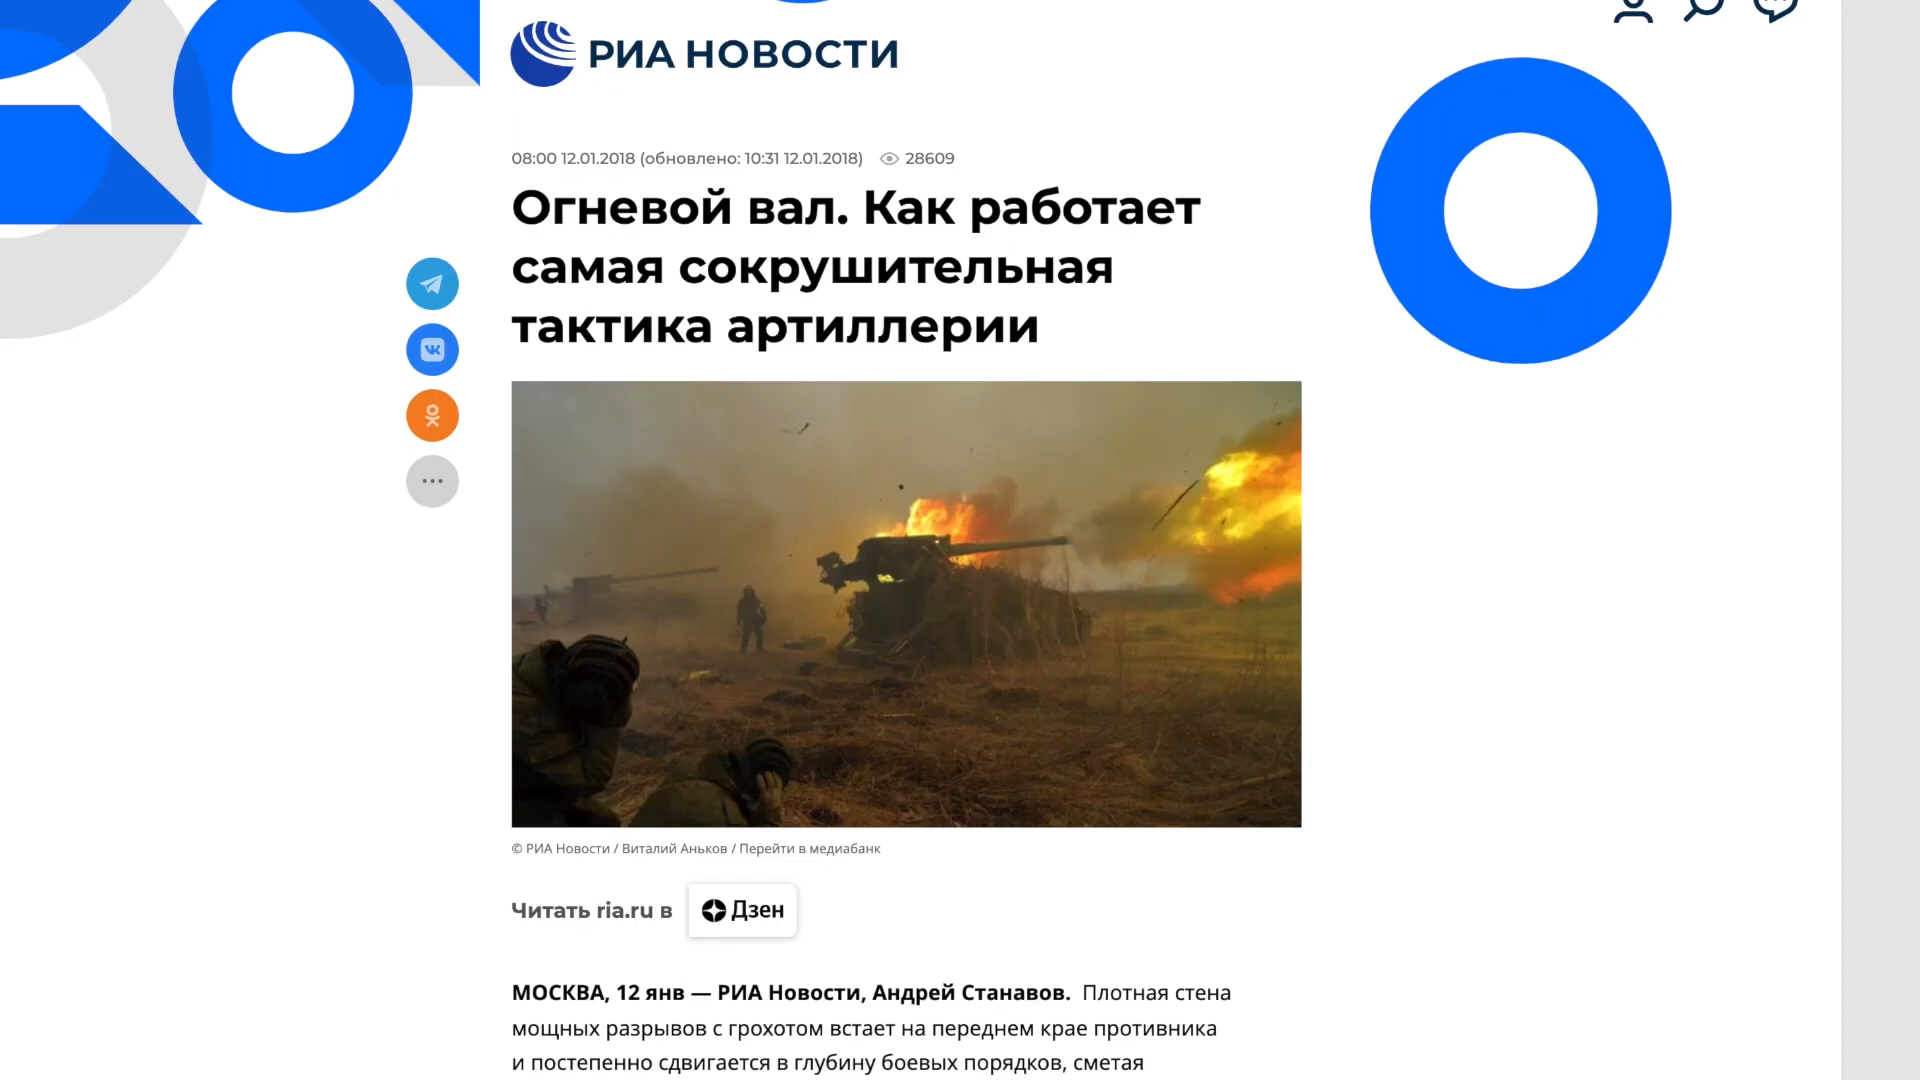 РИА НОВОСТИ
08:00 12.01.2018 (обновлено: 10:31 12.01.2018) 28609
Огневой вал. Как работает
самая сокрушительная
тактика артиллерии
© РИА Новости / Виталий Аньков / Перейти в медиабанк
Читать ria.ru в Дзен
МОСКВА, 12 янв — РИА Новости, Андрей Станавов. Плотная стена
мощных разрывов с грохотом встает на переднем крае противника
и постепенно сдвигается в глубину боевых порядков, сметая